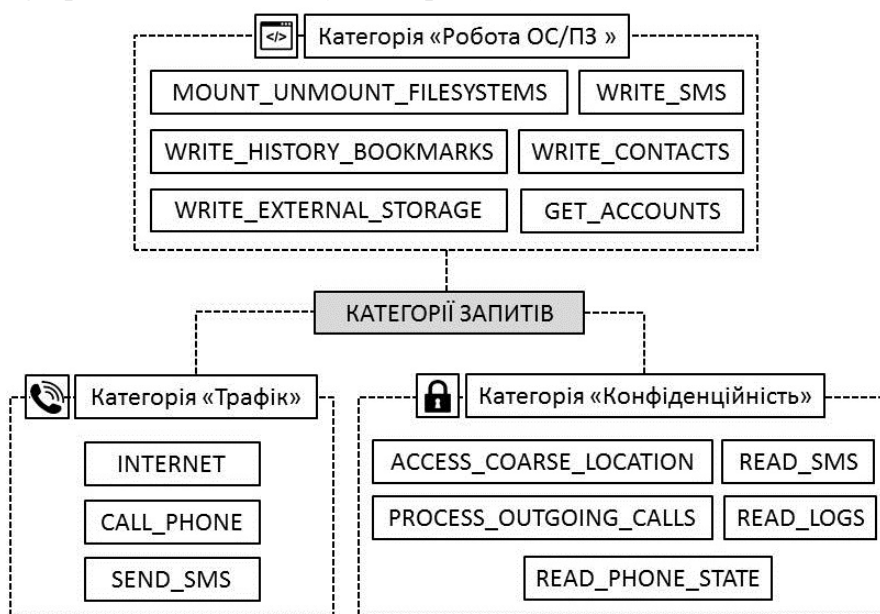 </> Категорія «Робота ОС/ПЗ »
MOUNT_UNMOUNT_FILESYSTEMS WRITE_SMS
WRITE_HISTORY_BOOKMARKS WRITE_CONTACTS
WRITE_EXTERNAL_STORAGE GET_ACCOUNTS
КАТЕГОРІЇ ЗАПИТІВ
Категорія «Трафік»
INTERNET
CALL_PHONE
SEND_SMS
Категорія «Конфіденційність»
ACCESS_COARSE_LOCATION READ_SMS
PROCESS_OUTGOING_CALLS READ_LOGS
READ_PHONE_STATE